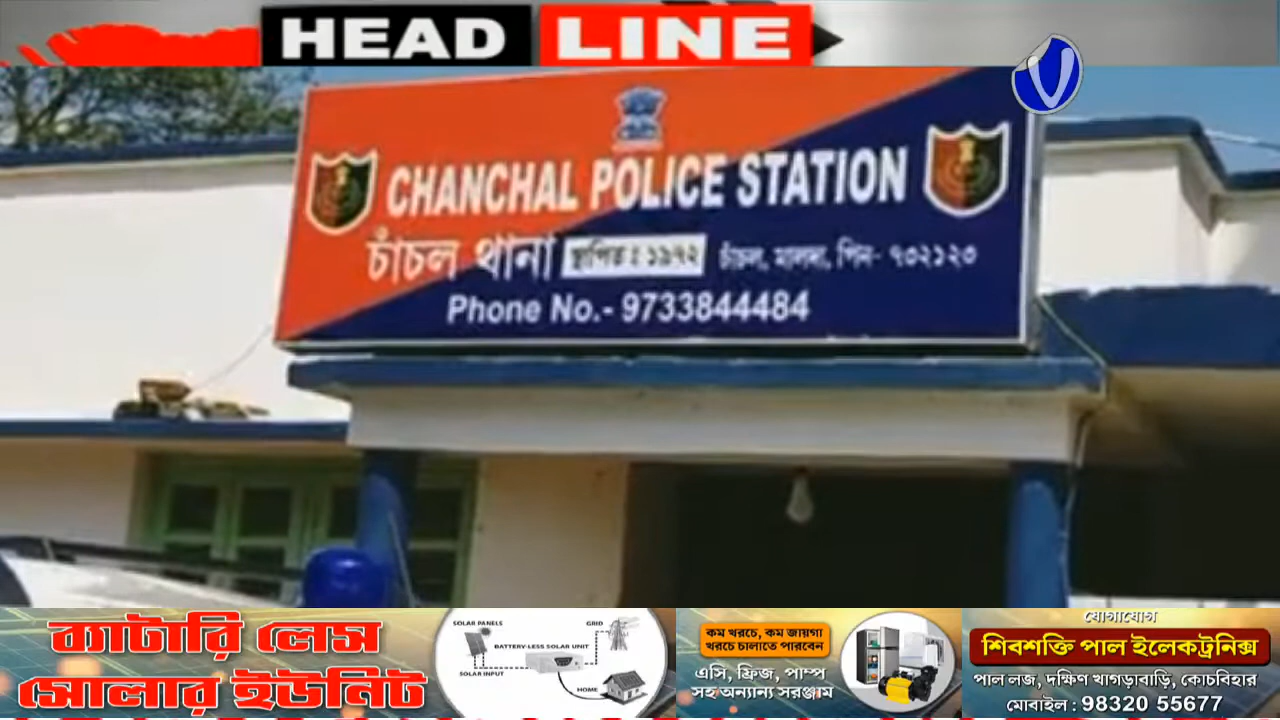 HEAD LINE
V
CHANCHAL POLICE STATION
চাঁচল থানা স্থাপিত : ১৯৭২ চাঁচল, মালদা, পিন- ৭৩২১২৩
Phone No.- 9733844484
ব্যাটারি লেস
সোলার ইউনিট
SOLAR PANELS
GRID
BATTERY-LESS SOLAR UNIT
SOLAR INPUT
HOME
কম খরচে, কম জায়গা
খরচে চালাতে পারবেন
এসি, ফ্রিজ, পাম্প
সহ অন্যান্য সরঞ্জাম
যোগাযোগ
শিবশক্তি পাল ইলেকট্রনিক্স
পাল লজ, দক্ষিণ খাগড়াবাড়ি, কোচবিহার
মোবাইল : 98320 55677